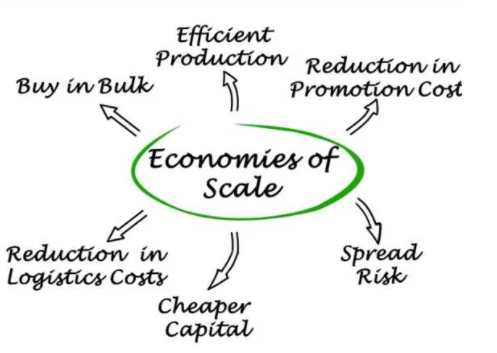 Efficient
Production
Buy in Bulk
Reduction in
Promotion Cost
Economies of
Scale
Reduction in
Logistics Costs
Spread
Risk
Cheaper
Capital